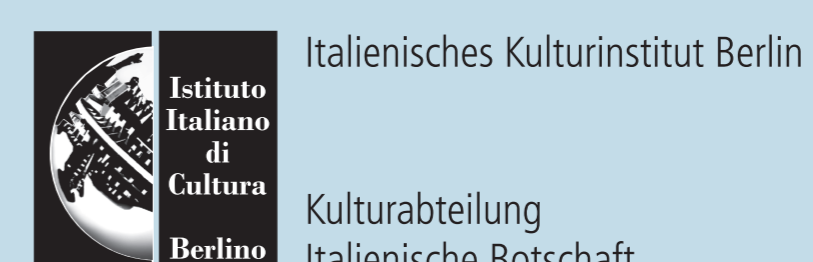 Istituto
Italiano
di
Cultura
Berlino
Italienisches Kulturinstitut Berlin
Kulturabteilung
Italienische Botschaft